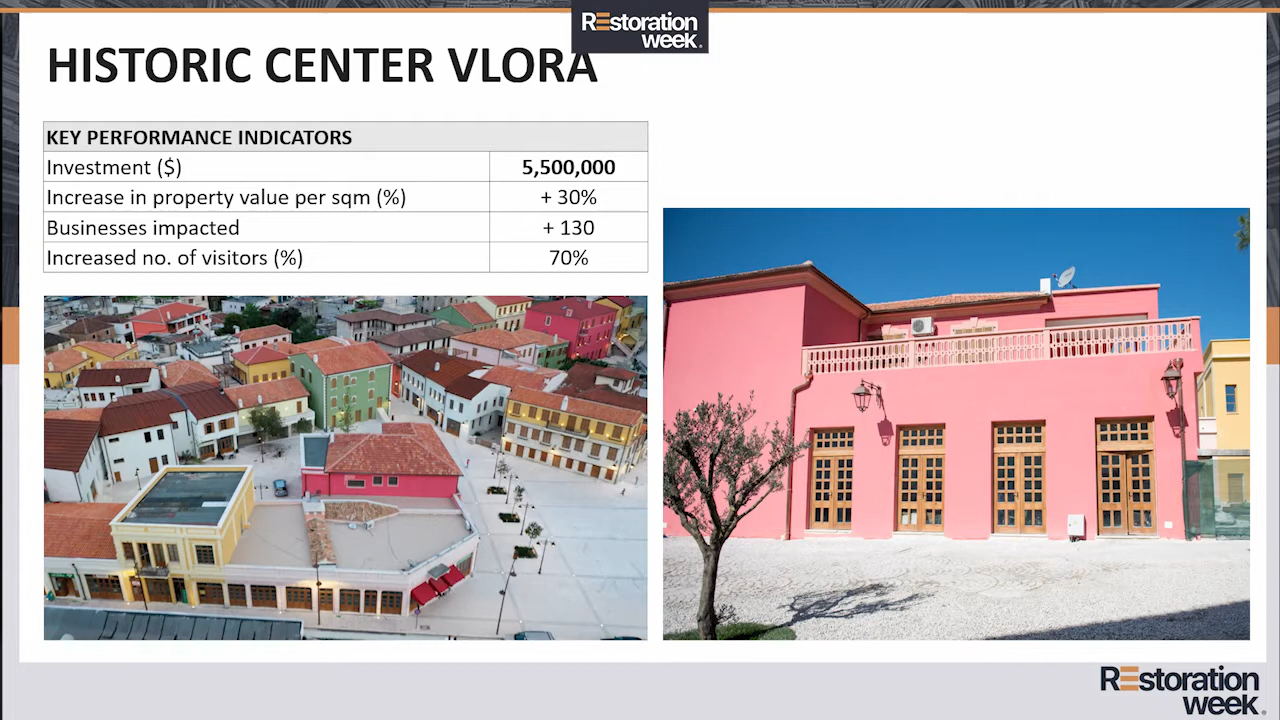 Restoration
week.
HISTORIC CENTER VLORA
KEY PERFORMANCE INDICATORS
Investment ($) 5,500,000
Increase in property value per sqm (%) + 30%
Businesses impacted + 130
Increased no. of visitors (%) 70%
Restoration
week.